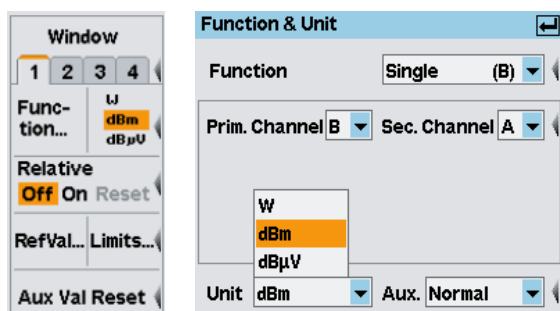 Window
1 2 3 4
Func-
tion...
W
dBm
dBµV
Relative
Off On Reset
RefVal... Limits...
Aux Val Reset
Function & Unit
Function Single (B)
Prim. Channel B Sec. Channel A
W
dBm
dBµV
Unit dBm Aux. Normal